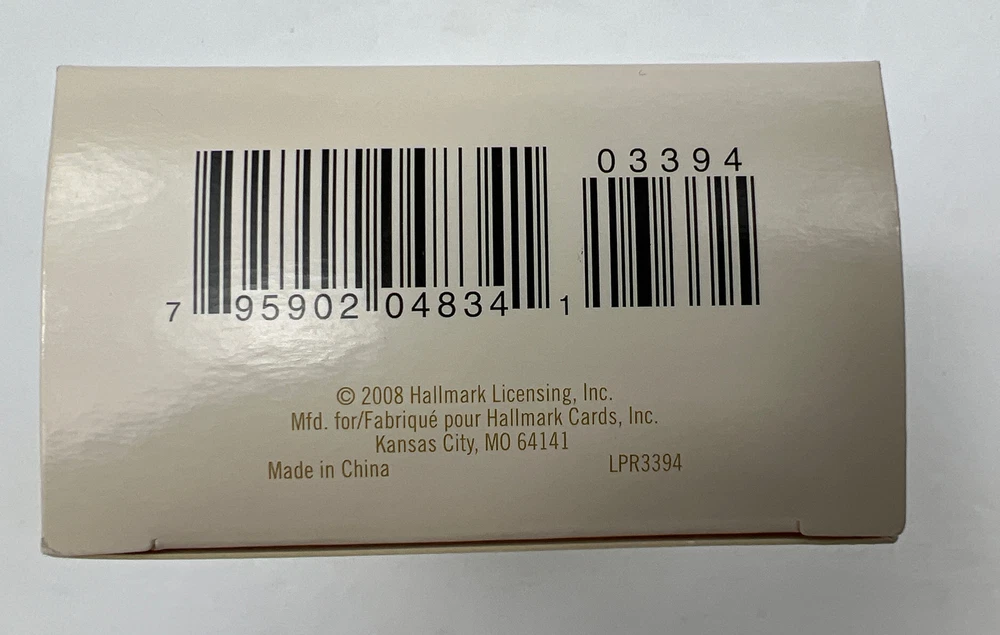 03394
7 95902 04834 1
© 2008 Hallmark Licensing, Inc.
Mfd. for/Fabriqué pour Hallmark Cards, Inc.
Kansas City, MO 64141
Made in China LPR3394